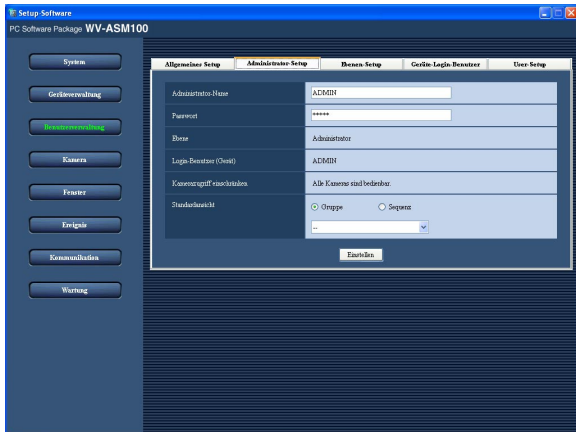 Setup-Software
PC Software Package WV-ASM100
System
Geräteverwaltung
Benutzerverwaltung
Kamera
Fenster
Ereignis
Kommunikation
Wartung
Allgemeines Setup
Administrator-Setup
Ebenen-Setup
Geräte-Login-Benutzer
User-Setup
Administrator-Name
ADMIN
Passwort
*****
Ebene
Administrator
Login-Benutzer (Gerät)
ADMIN
Kamerazugriff einschränken
Alle Kameras sind bedienbar.
Standardansicht
Gruppe
Sequenz
--
Einstellen